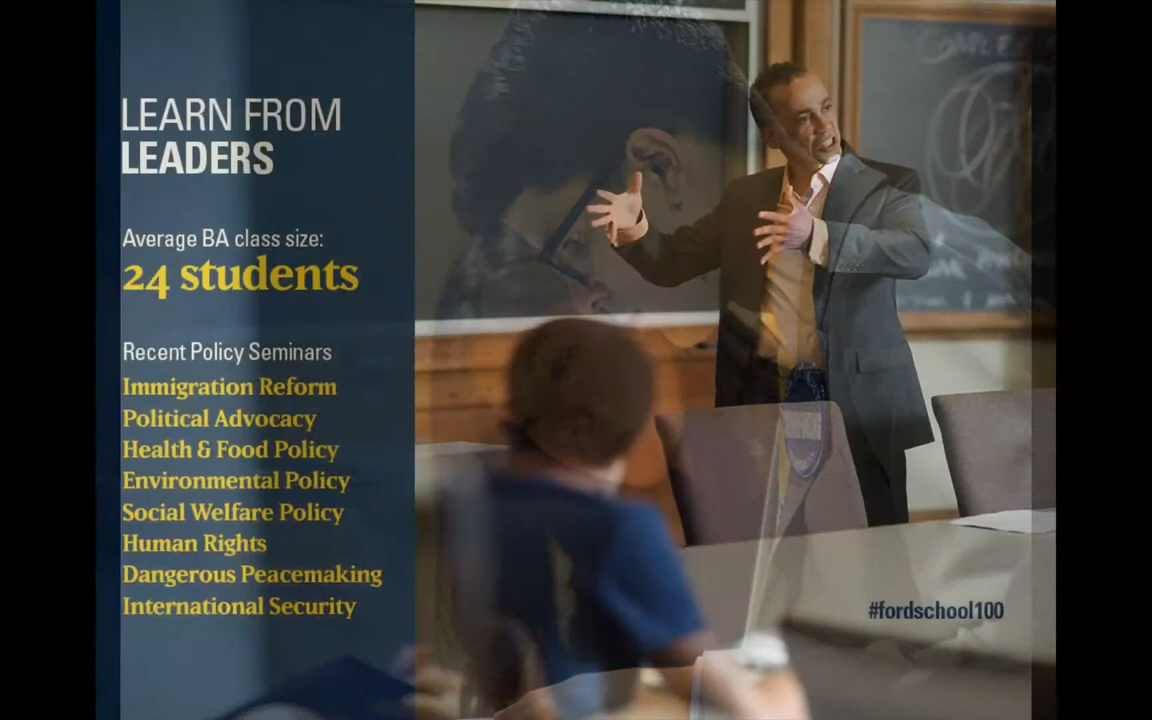 LEARN FROM
LEADERS
Average BA class size:
24 students
Recent Policy Seminars
Immigration Reform
Political Advocacy
Health & Food Policy
Environmental Policy
Social Welfare Policy
Human Rights
Dangerous Peacemaking
International Security
#fordschool100